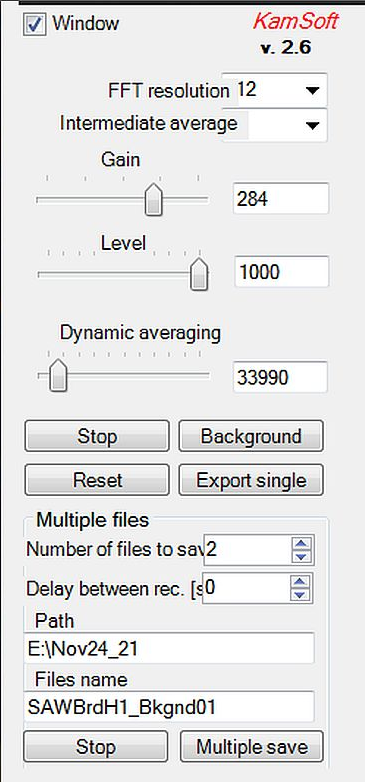 Window
KamSoft
v. 2.6
FFT resolution 12
Intermediate average
Gain
284
Level
1000
Dynamic averaging
33990
Stop Background
Reset Export single
Multiple files
Number of files to sav 2
Delay between rec. [s 0
Path
E:\Nov24_21
Files name
SAWBrdH1_Bkgnd01
Stop Multiple save